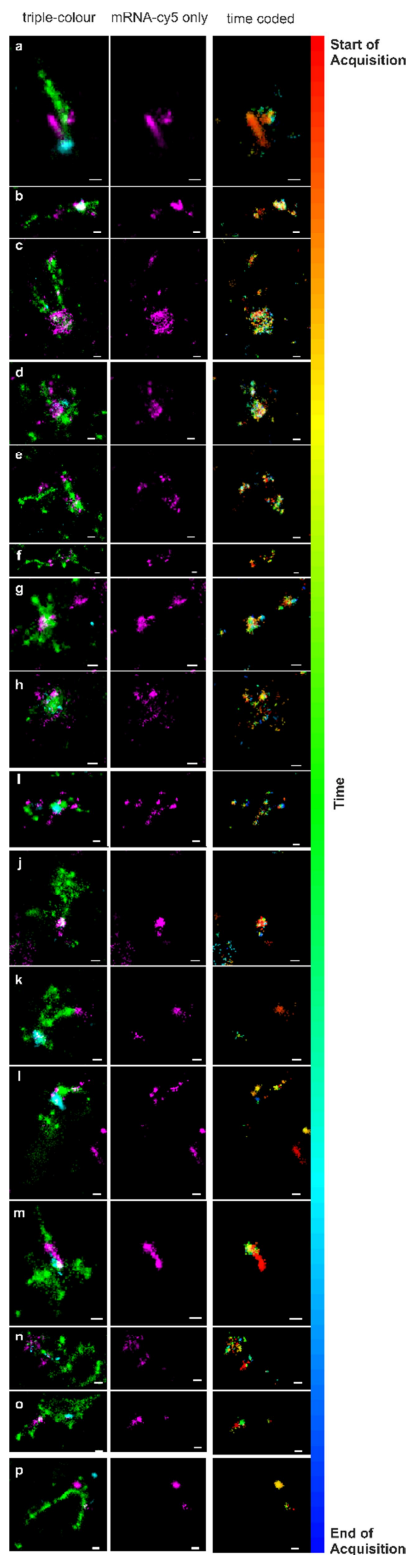 triple-colour mRNA-cy5 only time coded
Start of
Acquisition
a
b
c
d
e
f
g
h
I
j
k
l
m
n
o
p
Time
End of
Acquisition